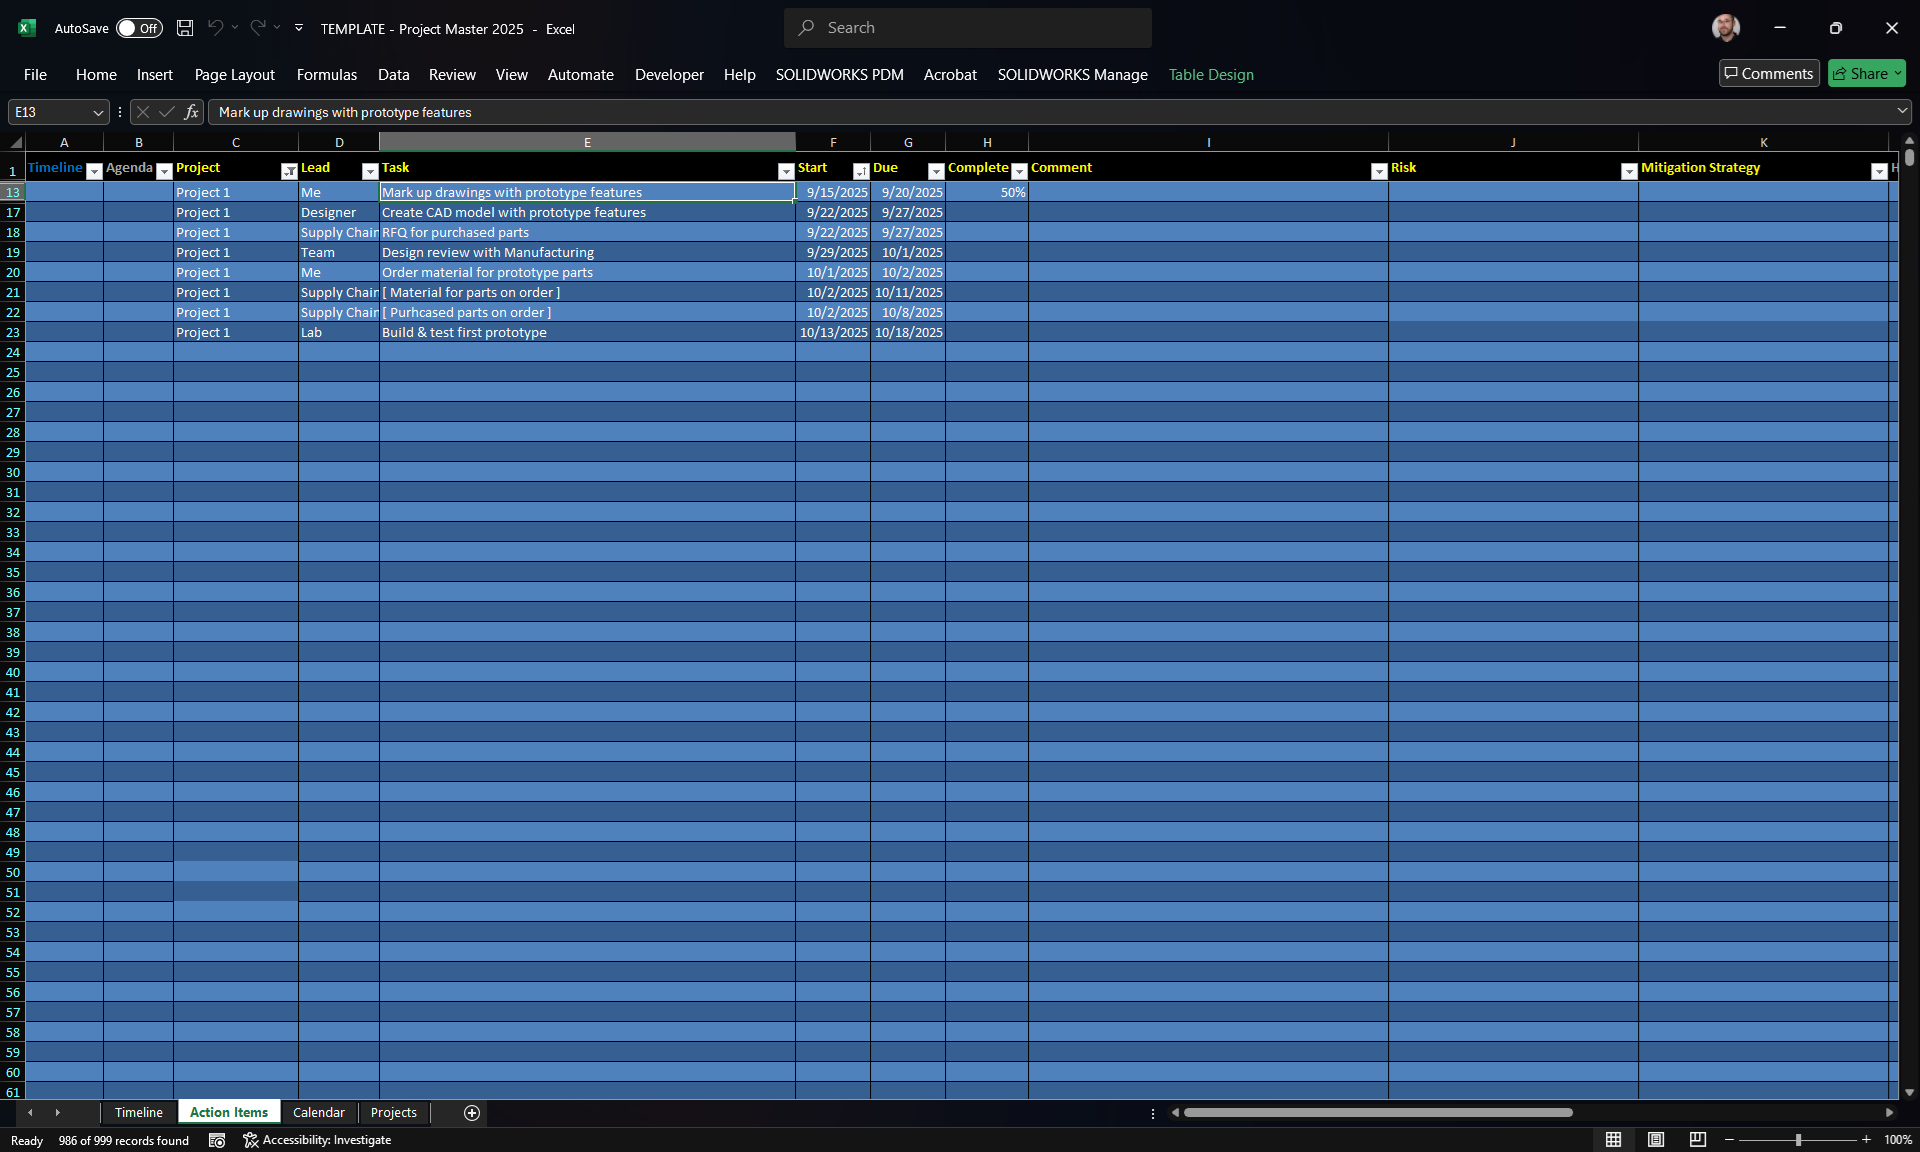 AutoSave Off TEMPLATE - Project Master 2025 - Excel Search
File Home Insert Page Layout Formulas Data Review View Automate Developer Help SOLIDWORKS PDM Acrobat SOLIDWORKS Manage Table Design Comments Share
E13 fx Mark up drawings with prototype features
A B C D E F G H I J K
1 Timeline Agenda Project Lead Task Start Due Complete Comment Risk Mitigation Strategy H
13 Project 1 Me Mark up drawings with prototype features 9/15/2025 9/20/2025 50%
17 Project 1 Designer Create CAD model with prototype features 9/22/2025 9/27/2025
18 Project 1 Supply Chain RFQ for purchased parts 9/22/2025 9/27/2025
19 Project 1 Team Design review with Manufacturing 9/29/2025 10/1/2025
20 Project 1 Me Order material for prototype parts 10/1/2025 10/2/2025
21 Project 1 Supply Chain [ Material for parts on order ] 10/2/2025 10/11/2025
22 Project 1 Supply Chain [ Purhcased parts on order ] 10/2/2025 10/8/2025
23 Project 1 Lab Build & test first prototype 10/13/2025 10/18/2025
24
25
26
27
28
29
30
31
32
33
34
35
36
37
38
39
40
41
42
43
44
45
46
47
48
49
50
51
52
53
54
55
56
57
58
59
60
61
Timeline Action Items Calendar Projects
Ready 986 of 999 records found Accessibility: Investigate 100%